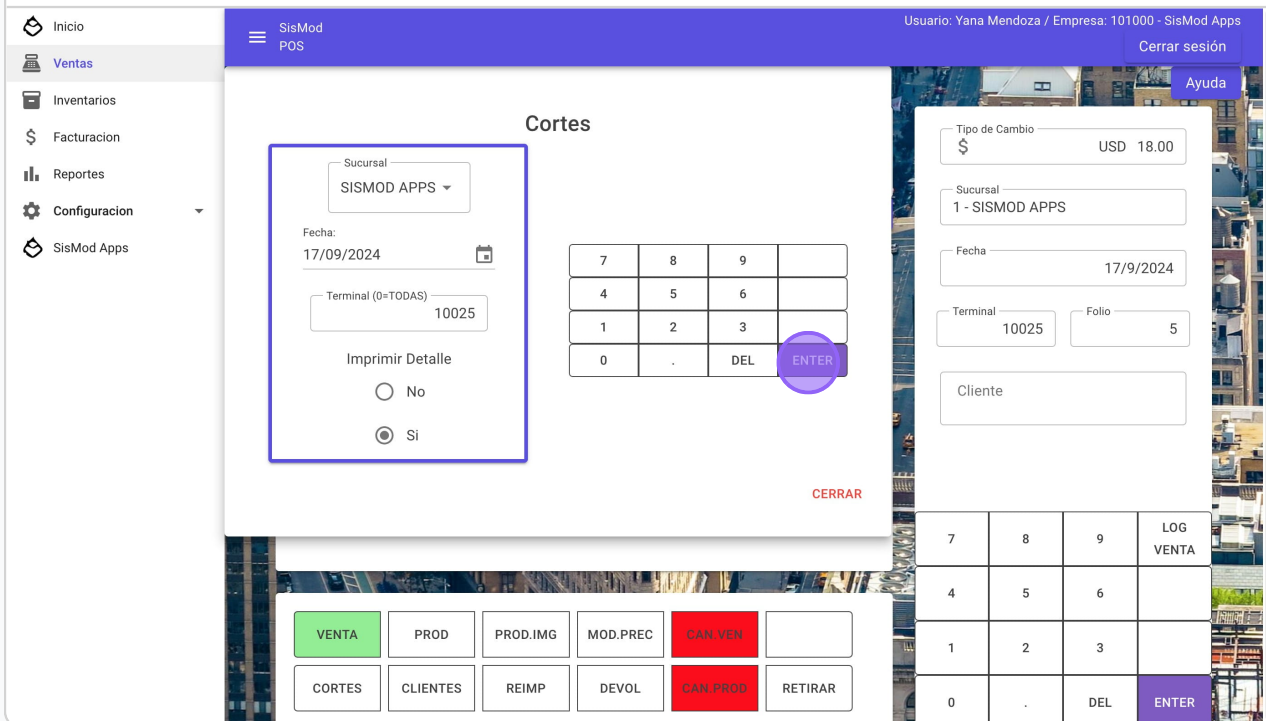 Inicio
Ventas
Inventarios
Facturacion
Reportes
Configuracion
SisMod Apps
SisMod
POS
Usuario: Yana Mendoza / Empresa: 101000 - SisMod Apps
Cerrar sesión
Ayuda
Cortes
Sucursal
SISMOD APPS
Fecha:
17/09/2024
Terminal (0=TODAS)
10025
Imprimir Detalle
No
Si
7 8 9
4 5 6
1 2 3
0 . DEL ENTER
CERRAR
Tipo de Cambio
$ USD 18.00
Sucursal
1 - SISMOD APPS
Fecha
17/9/2024
Terminal Folio
10025 5
Cliente
7 8 9 LOG VENTA
4 5 6
1 2 3
0 . DEL ENTER
VENTA PROD PROD.IMG MOD.PREC CAN.VEN
CORTES CLIENTES REIMP DEVOL CAN.PROD RETIRAR